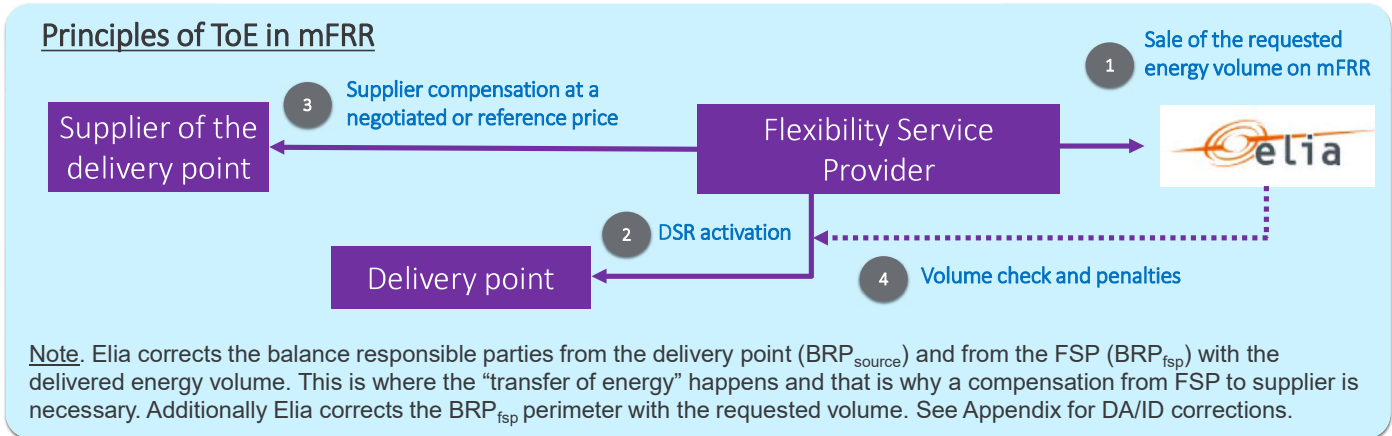 Principles of ToE in mFRR
1
Sale of the requested
energy volume on mFRR
3
Supplier compensation at a
negotiated or reference price
Supplier of the
delivery point
Flexibility Service
Provider
elia
2
DSR activation
Delivery point
4
Volume check and penalties
Note. Elia corrects the balance responsible parties from the delivery point (BRPsource) and from the FSP (BRPfsp) with the
delivered energy volume. This is where the “transfer of energy” happens and that is why a compensation from FSP to supplier is
necessary. Additionally Elia corrects the BRPfsp perimeter with the requested volume. See Appendix for DA/ID corrections.